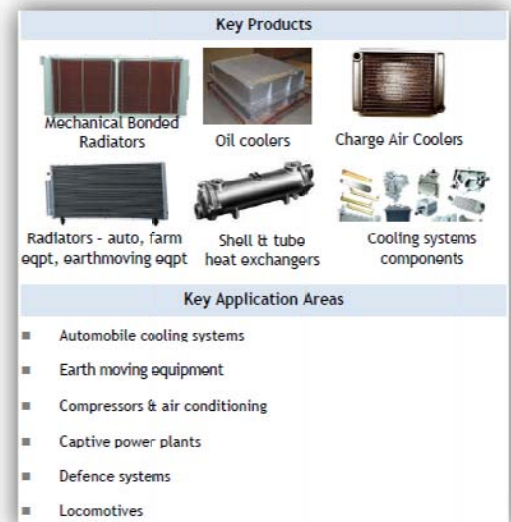 Key Products
Mechanical Bonded
Radiators
Oil coolers
Charge Air Coolers
Radiators - auto, farm
eqpt, earthmoving eqpt
Shell & tube
heat exchangers
Cooling systems
components
Key Application Areas
■ Automobile cooling systems
■ Earth moving equipment
■ Compressors & air conditioning
■ Captive power plants
■ Defence systems
■ Locomotives